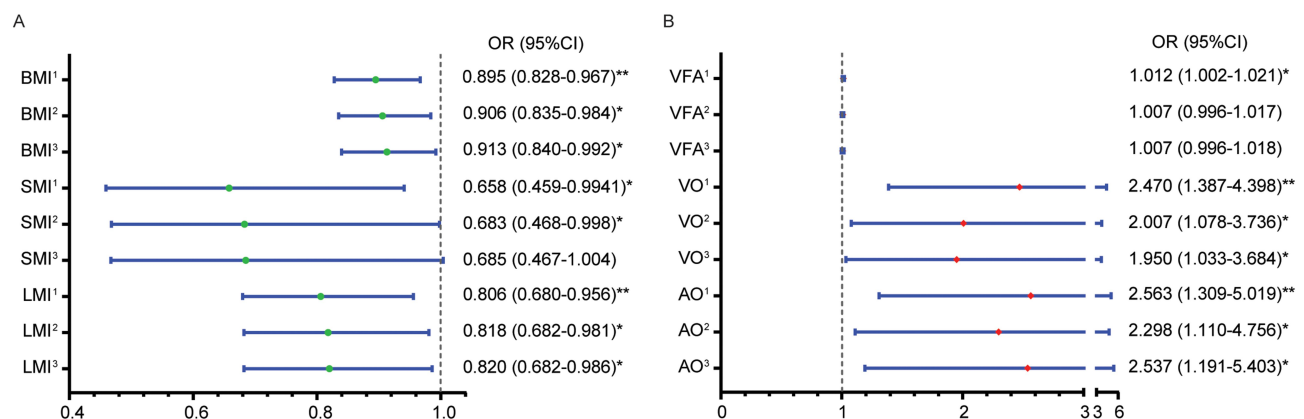 A
OR (95%CI)
BMI¹ 0.895 (0.828-0.967)**
BMI² 0.906 (0.835-0.984)*
BMI³ 0.913 (0.840-0.992)*
SMI¹ 0.658 (0.459-0.9941)*
SMI² 0.683 (0.468-0.998)*
SMI³ 0.685 (0.467-1.004)
LMI¹ 0.806 (0.680-0.956)**
LMI² 0.818 (0.682-0.981)*
LMI³ 0.820 (0.682-0.986)*
0.4 0.6 0.8 1.0
B
OR (95%CI)
VFA¹ 1.012 (1.002-1.021)*
VFA² 1.007 (0.996-1.017)
VFA³ 1.007 (0.996-1.018)
VO¹ 2.470 (1.387-4.398)**
VO² 2.007 (1.078-3.736)*
VO³ 1.950 (1.033-3.684)*
AO¹ 2.563 (1.309-5.019)**
AO² 2.298 (1.110-4.756)*
AO³ 2.537 (1.191-5.403)*
0 1 2 3 3 6